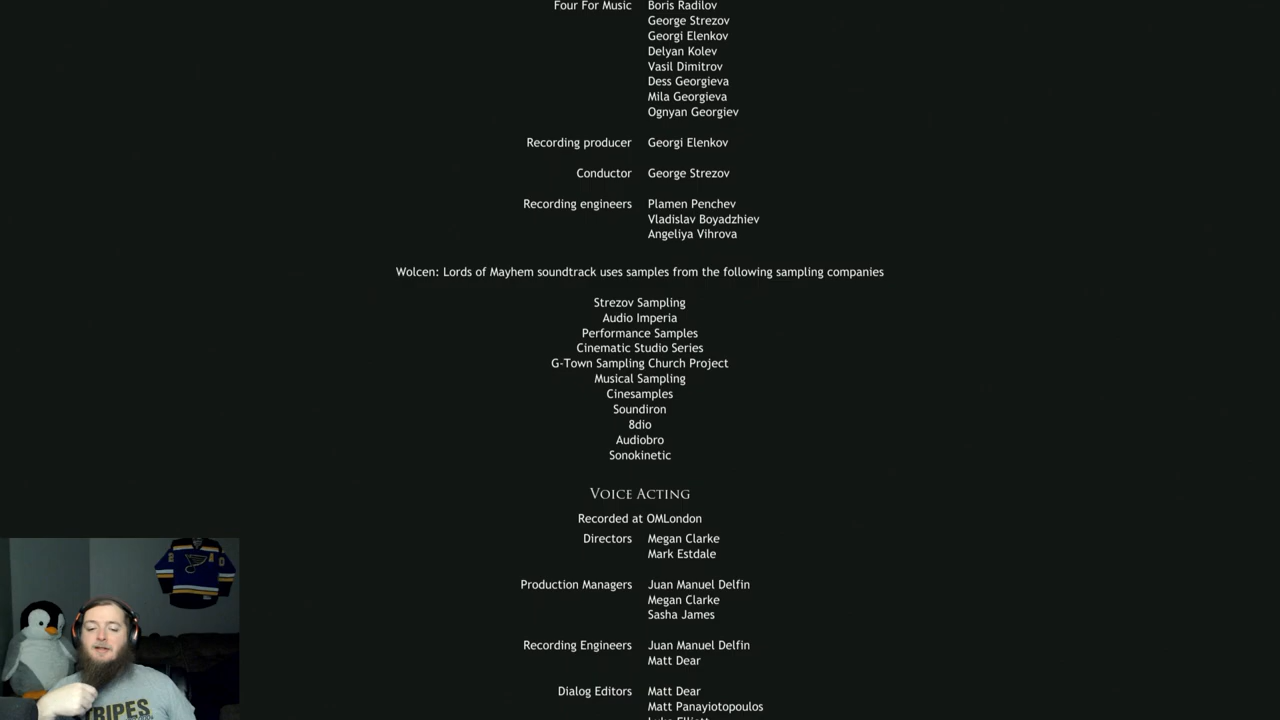 Four For Music Boris Radilov
George Strezov
Georgi Elenkov
Delyan Kolev
Vasil Dimitrov
Dess Georgieva
Mila Georgieva
Ognyan Georgiev
Recording producer Georgi Elenkov
Conductor George Strezov
Recording engineers Plamen Penchev
Vladislav Boyadzhiev
Angeliya Vihrova
Wolcen: Lords of Mayhem soundtrack uses samples from the following sampling companies
Strezov Sampling
Audio Imperia
Performance Samples
Cinematic Studio Series
G-Town Sampling Church Project
Musical Sampling
Cinesamples
Soundiron
8dio
Audiobro
Sonokinetic
Voice Acting
Recorded at OMLondon
Directors Megan Clarke
Mark Estdale
Production Managers Juan Manuel Delfin
Megan Clarke
Sasha James
Recording Engineers Juan Manuel Delfin
Matt Dear
Dialog Editors Matt Dear
Matt Panayiotopoulos